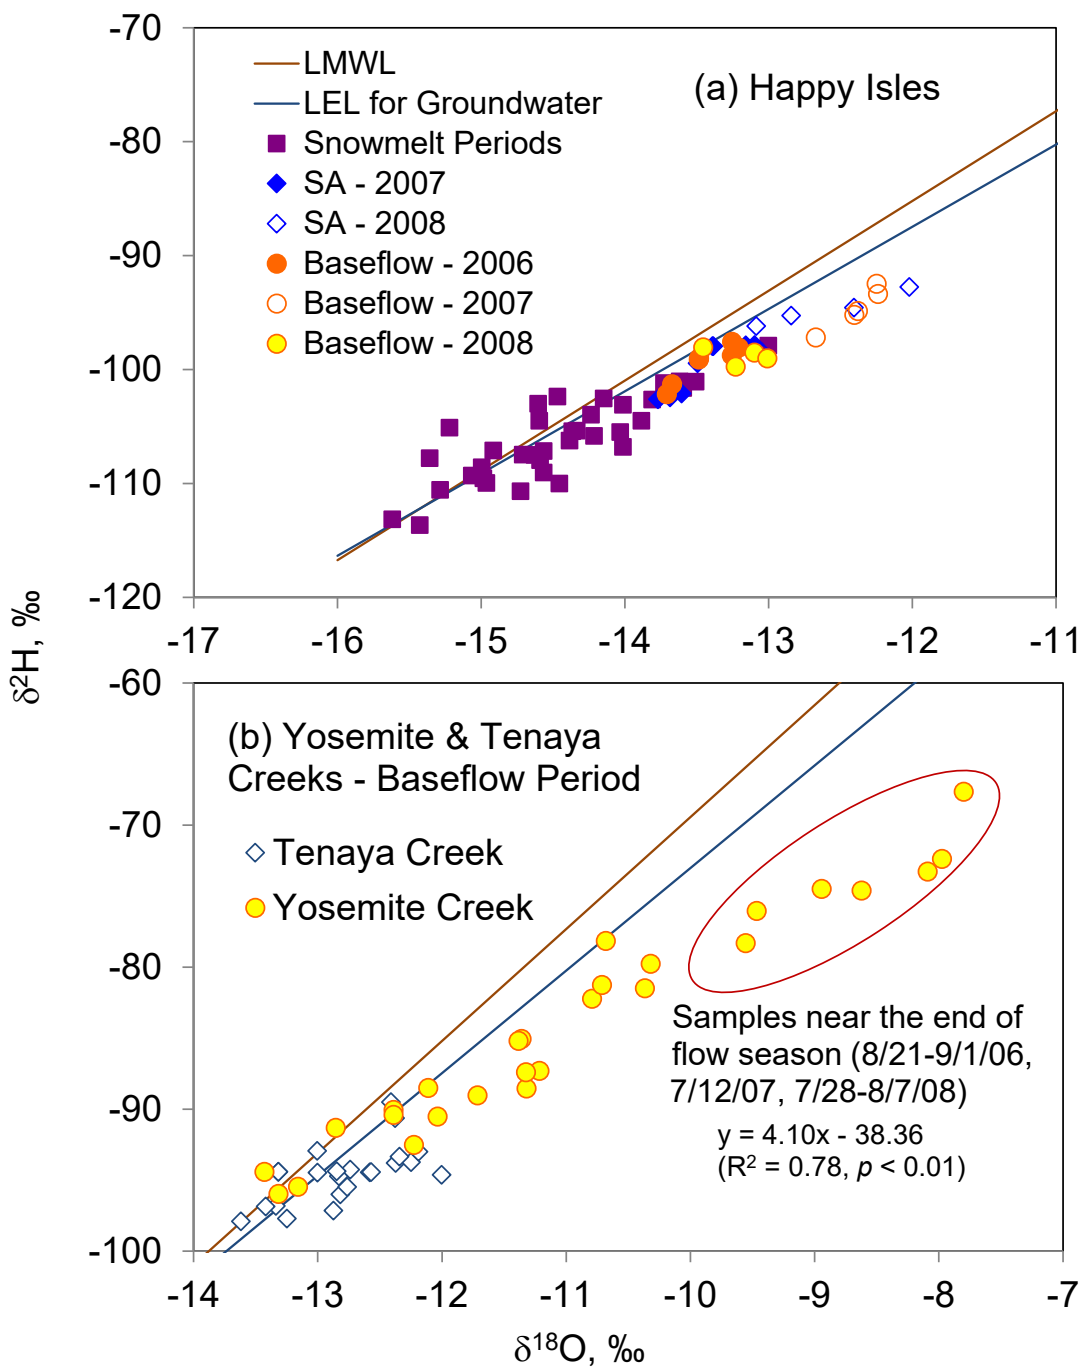 -70
-80
-90
-100
-110
-120
LMWL
LEL for Groundwater
Snowmelt Periods
SA - 2007
SA - 2008
Baseflow - 2006
Baseflow - 2007
Baseflow - 2008
(a) Happy Isles
-17 -16 -15 -14 -13 -12 -11
δ²H, ‰
-60
-70
-80
-90
-100
(b) Yosemite & Tenaya
Creeks - Baseflow Period
Tenaya Creek
Yosemite Creek
Samples near the end of
flow season (8/21-9/1/06,
7/12/07, 7/28-8/7/08)
y = 4.10x - 38.36
(R² = 0.78, p < 0.01)
-14 -13 -12 -11 -10 -9 -8 -7
δ¹⁸O, ‰